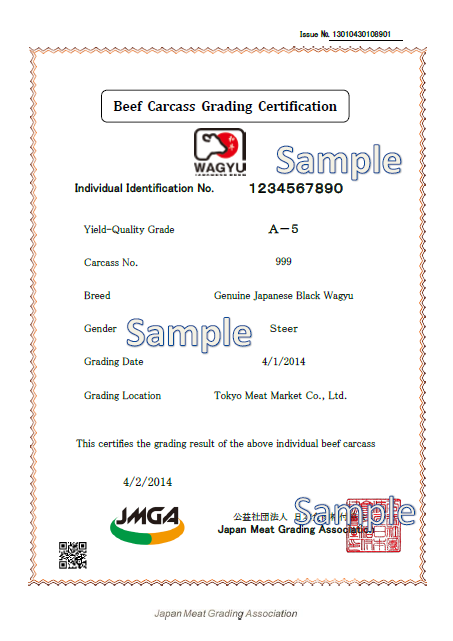 Issue №. 13010430108901
Beef Carcass Grading Certification
WAGYU
Sample
Individual Identification No. 1234567890
Yield-Quality Grade A-5
Carcass No. 999
Breed Genuine Japanese Black Wagyu
Gender Steer
Sample
Grading Date 4/1/2014
Grading Location Tokyo Meat Market Co., Ltd.
This certifies the grading result of the above individual beef carcass
4/2/2014
JMGA
公益社団法人
Sample
Japan Meat Grading Association
Japan Meat Grading Association